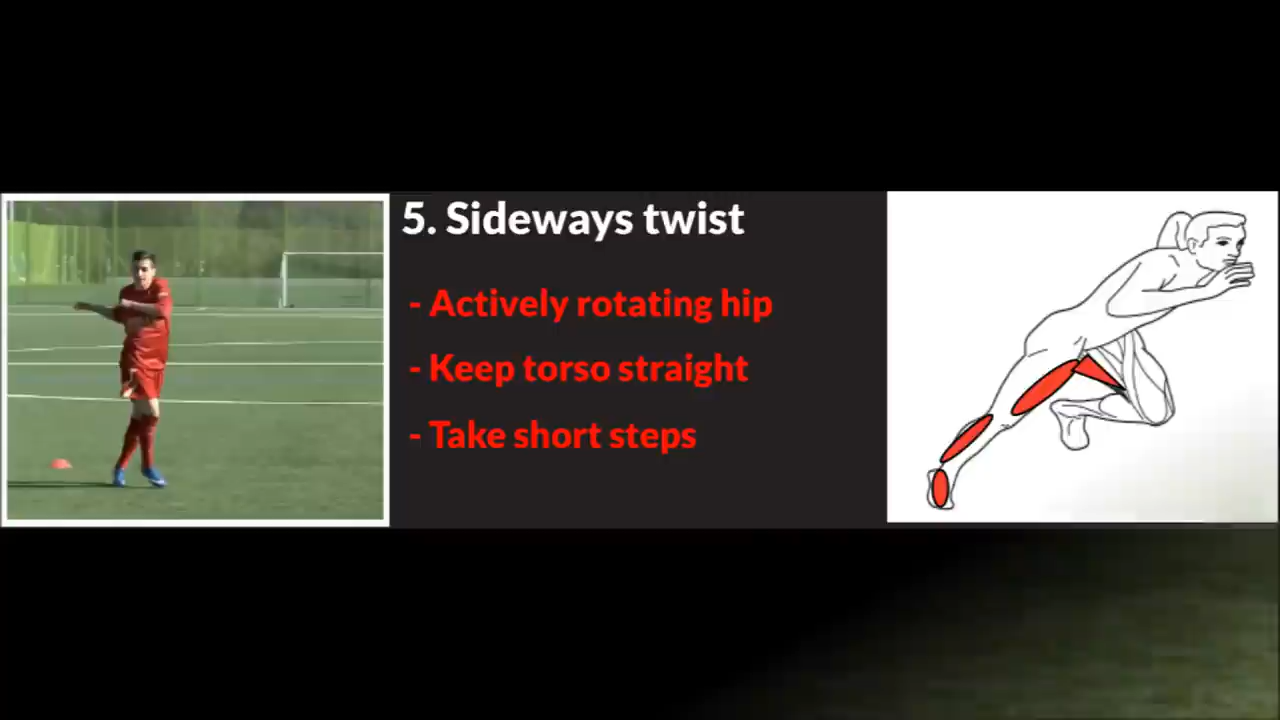 5. Sideways twist
- Actively rotating hip
- Keep torso straight
- Take short steps